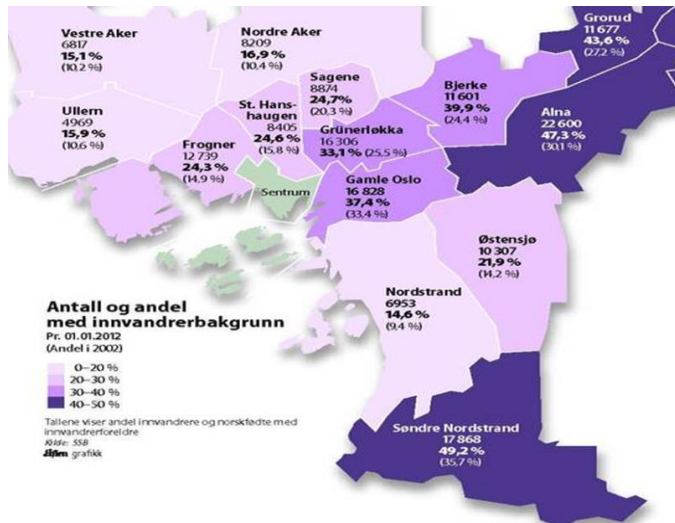 Vestre Aker
6817
15,1 %
(10,2 %)
Nordre Aker
8209
16,9 %
(10,4 %)
Grorud
11 677
43,6 %
(27,2 %)
Ullern
4969
15,9 %
(10,6 %)
Frogner
12 739
24,3 %
(14,9 %)
St. Hans-
haugen
8405
24,6 %
(15,8 %)
Sagene
8874
24,7%
(20,3 %)
Grünerløkka
16 306
33,1 % (25,5 %)
Bjerke
11 601
39,9 %
(24,4 %)
Alna
22 600
47,3 %
(30,1 %)
Sentrum
Gamle Oslo
16 828
37,4 %
(33,4 %)
Østensjø
10 307
21,9 %
(14,2 %)
Nordstrand
6953
14,6 %
(9,4 %)
Søndre Nordstrand
17 868
49,2 %
(35,7 %)
Antall og andel
med innvandrerbakgrunn
Pr. 01.01.2012
(Andel i 2002)
0–20 %
20–30 %
30–40 %
40–50 %
Tallene viser andel innvandrere og norskfødte med
innvandrerforeldre
Kilde: SSB
grafikk